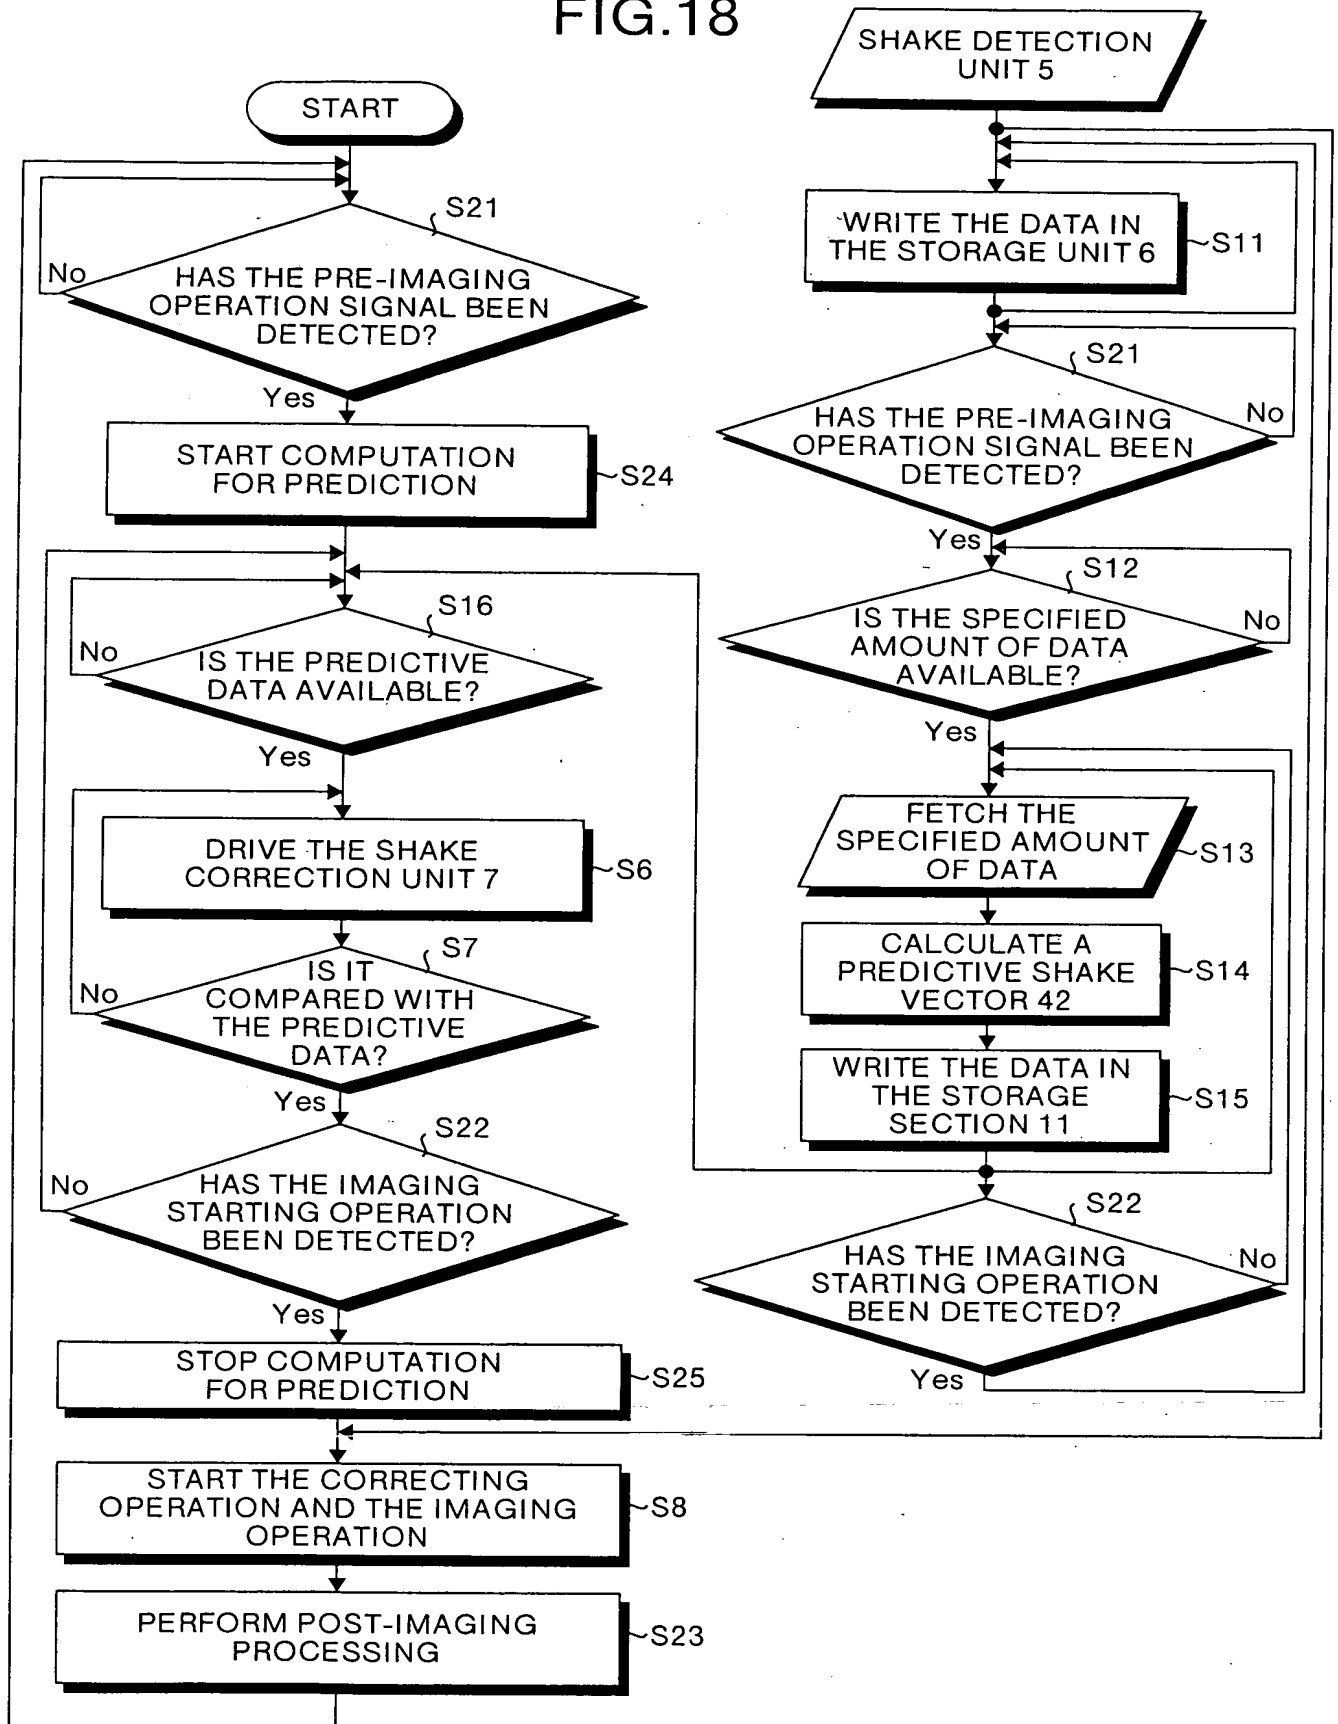 FIG.18
START
S21
No
HAS THE PRE-IMAGING
OPERATION SIGNAL BEEN
DETECTED?
Yes
START COMPUTATION
FOR PREDICTION
S24
S16
No
IS THE PREDICTIVE
DATA AVAILABLE?
Yes
DRIVE THE SHAKE
CORRECTION UNIT 7
S6
S7
No
IS IT
COMPARED WITH
THE PREDICTIVE
DATA?
Yes
S22
No
HAS THE IMAGING
STARTING OPERATION
BEEN DETECTED?
Yes
STOP COMPUTATION
FOR PREDICTION
S25
START THE CORRECTING
OPERATION AND THE IMAGING
OPERATION
S8
PERFORM POST-IMAGING
PROCESSING
S23
SHAKE DETECTION
UNIT 5
WRITE THE DATA IN
THE STORAGE UNIT 6
S11
S21
No
HAS THE PRE-IMAGING
OPERATION SIGNAL BEEN
DETECTED?
Yes
S12
No
IS THE SPECIFIED
AMOUNT OF DATA
AVAILABLE?
Yes
FETCH THE
SPECIFIED AMOUNT
OF DATA
S13
CALCULATE A
PREDICTIVE SHAKE
VECTOR 42
S14
WRITE THE DATA IN
THE STORAGE
SECTION 11
S15
S22
No
HAS THE IMAGING
STARTING OPERATION
BEEN DETECTED?
Yes